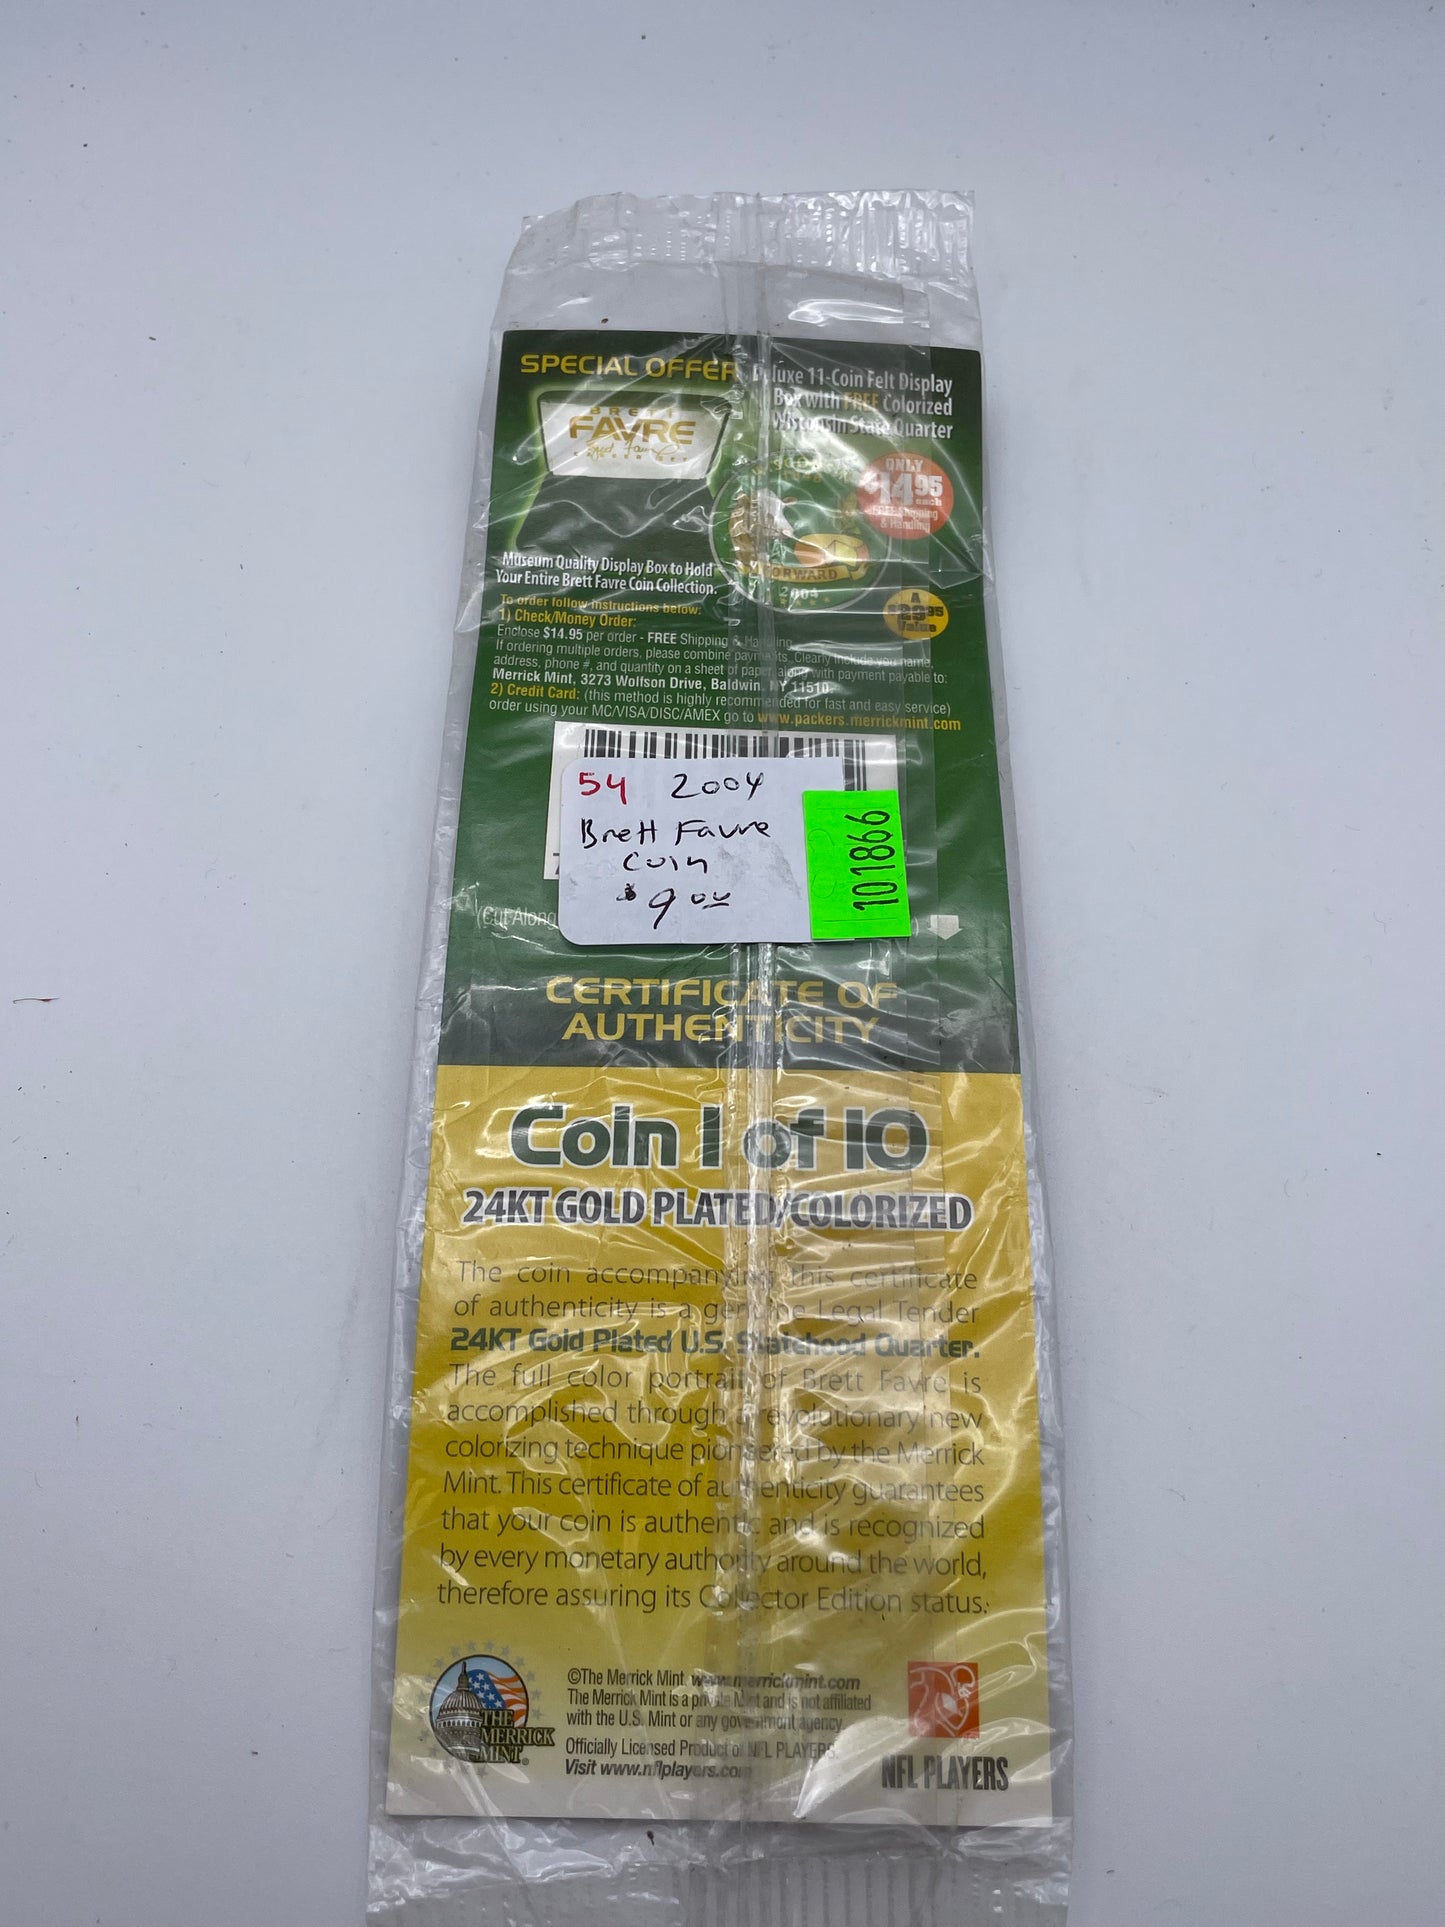 SPECIAL OFFER
Deluxe 11-Coin Felt Display
Box with FREE Colorized
Wisconsin State Quarter
BRETT
FAVRE
ONLY
$14.95
each
FREE Shipping
& Handling
FORWARD
2004
Museum Quality Display Box to Hold
Your Entire Brett Favre Coin Collection.
A
$29.95
Value
To order follow instructions below:
1) Check/Money Order:
Enclose $14.95 per order - FREE Shipping & Handling
If ordering multiple orders, please combine payments. Clearly include you name,
address, phone #, and quantity on a sheet of paper along with payment payable to:
Merrick Mint, 3273 Wolfson Drive, Baldwin, NY 11510.
2) Credit Card: (this method is highly recommended for fast and easy service)
order using your MC/VISA/DISC/AMEX go to www.packers.merrickmint.com
54 2004
Brett Favre
Coin
$9.00
101866
7
(Cut Along
)
CERTIFICATE OF
AUTHENTICITY
Coin 1 of 10
24KT GOLD PLATED/COLORIZED
The coin accompanying this certificate
of authenticity is a genuine Legal Tender
24KT Gold Plated U.S. Statehood Quarter.
The full color portrait of Brett Favre is
accomplished through a revolutionary new
colorizing technique pioneered by the Merrick
Mint. This certificate of authenticity guarantees
that your coin is authentic and is recognized
by every monetary authority around the world,
therefore assuring its Collector Edition status.
THE
MERRICK
MINT®
©The Merrick Mint. www.merrickmint.com
The Merrick Mint is a private Mint and is not affiliated
with the U.S. Mint or any government agency.
Officially Licensed Product of NFL PLAYERS.
Visit www.nflplayers.com
NFL PLAYERS